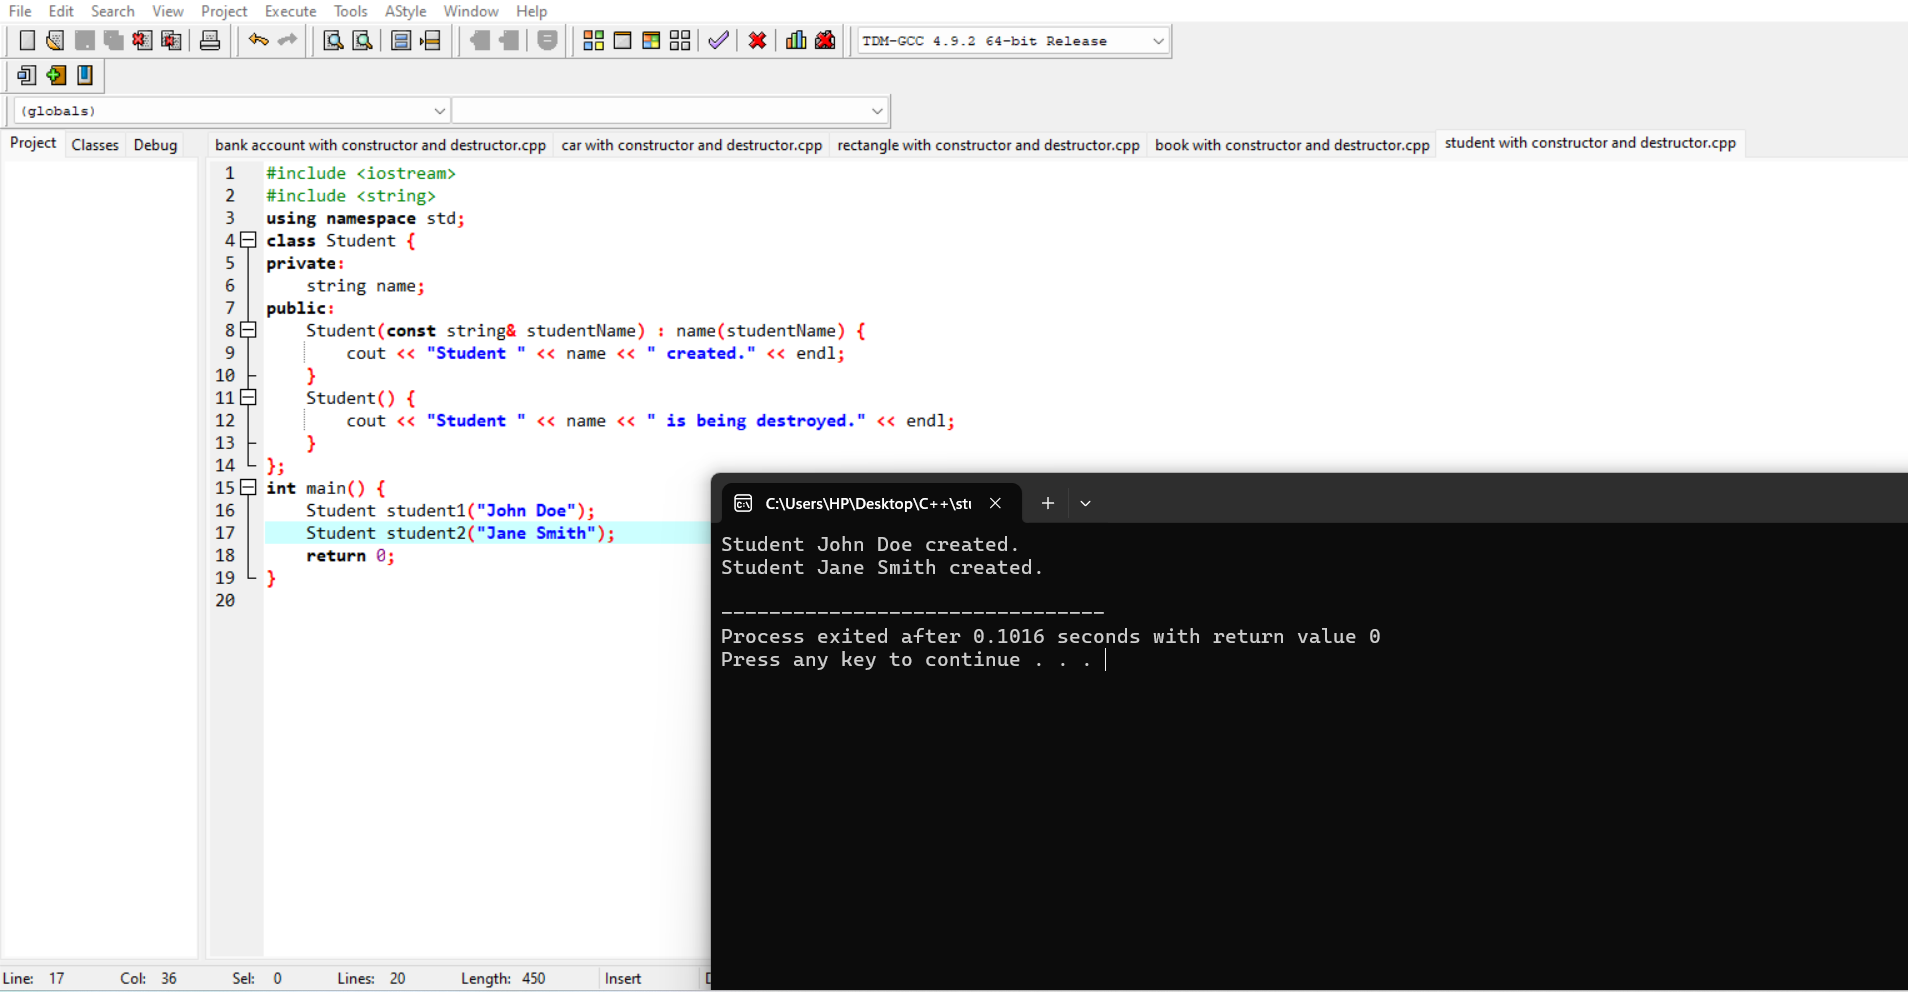 File Edit Search View Project Execute Tools AStyle Window Help
TDM-GCC 4.9.2 64-bit Release
(globals)
Project Classes Debug
bank account with constructor and destructor.cpp car with constructor and destructor.cpp rectangle with constructor and destructor.cpp book with constructor and destructor.cpp student with constructor and destructor.cpp
1 #include <iostream>
2 #include <string>
3 using namespace std;
4 class Student {
5 private:
6 string name;
7 public:
8 Student(const string& studentName) : name(studentName) {
9 cout << "Student " << name << " created." << endl;
10 }
11 Student() {
12 cout << "Student " << name << " is being destroyed." << endl;
13 }
14 };
15 int main() {
16 Student student1("John Doe");
17 Student student2("Jane Smith");
18 return 0;
19 }
20
C:\Users\HP\Desktop\C++\stu
Student John Doe created.
Student Jane Smith created.
--------------------------------
Process exited after 0.1016 seconds with return value 0
Press any key to continue . . .
Line: 17 Col: 36 Sel: 0 Lines: 20 Length: 450 Insert